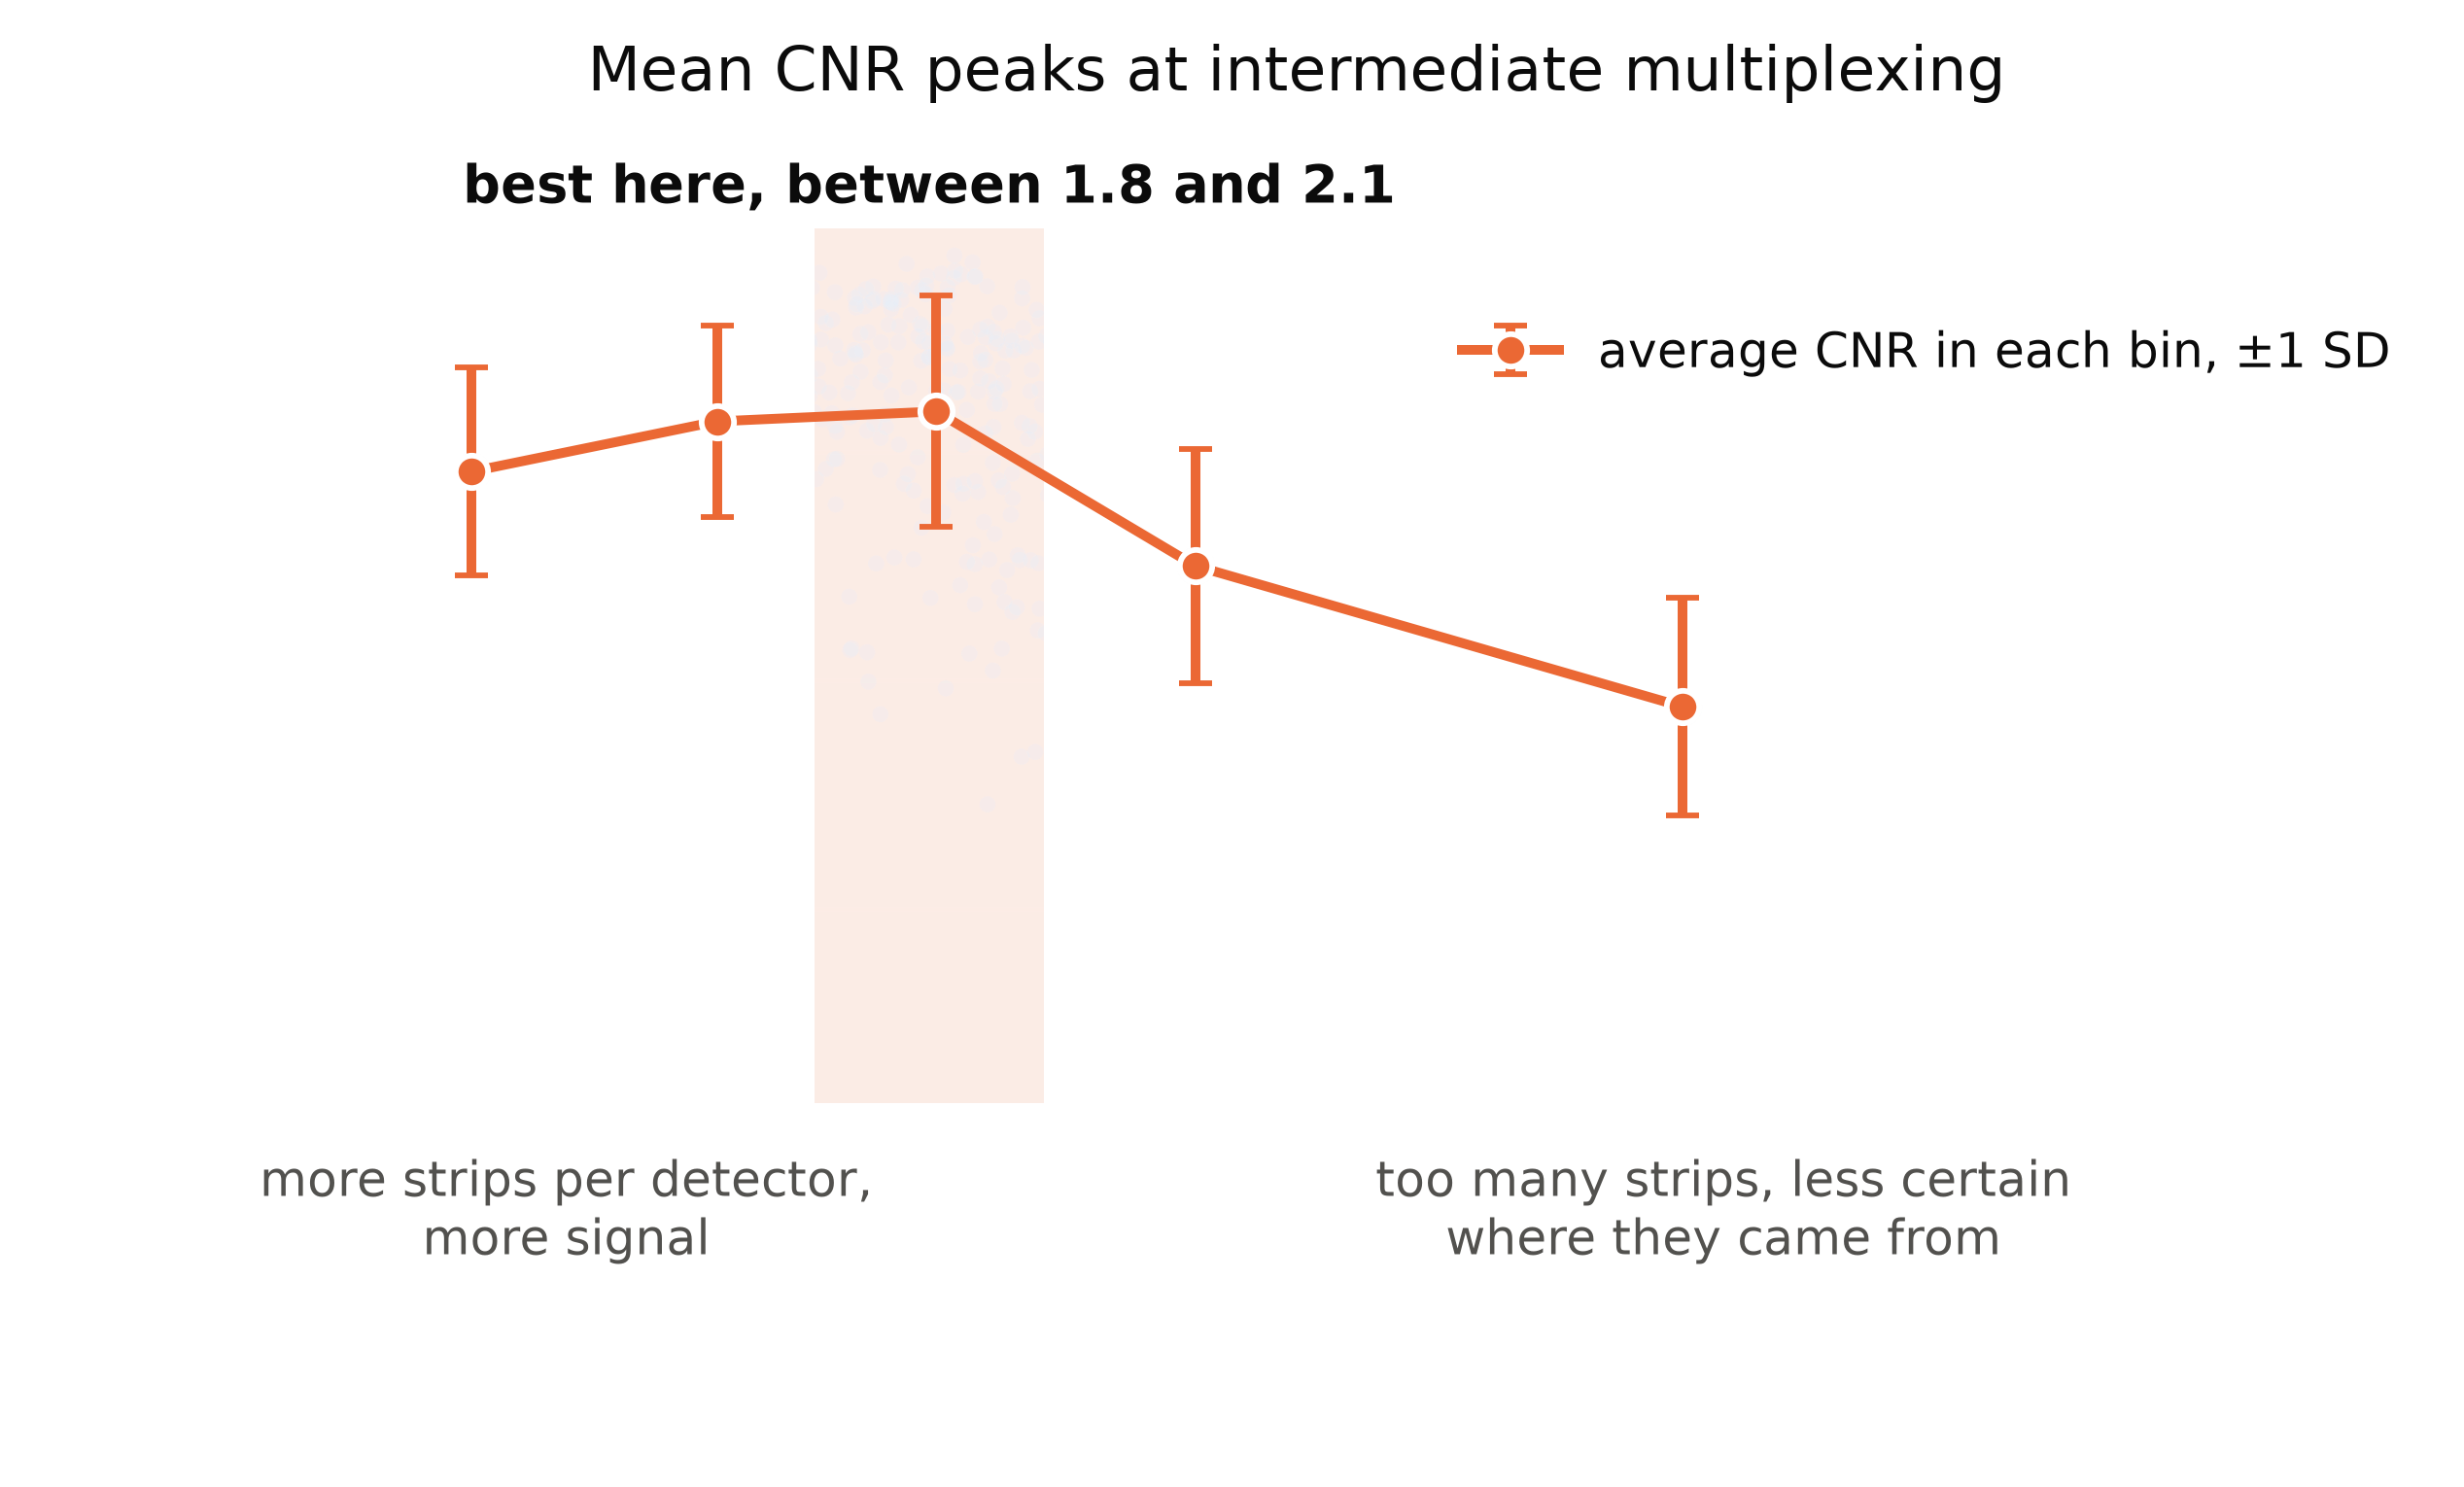 Mean CNR peaks at intermediate multiplexing
best here, between 1.8 and 2.1
average CNR in each bin, ±1 SD
more strips per detector,
more signal
too many strips, less certain
where they came from